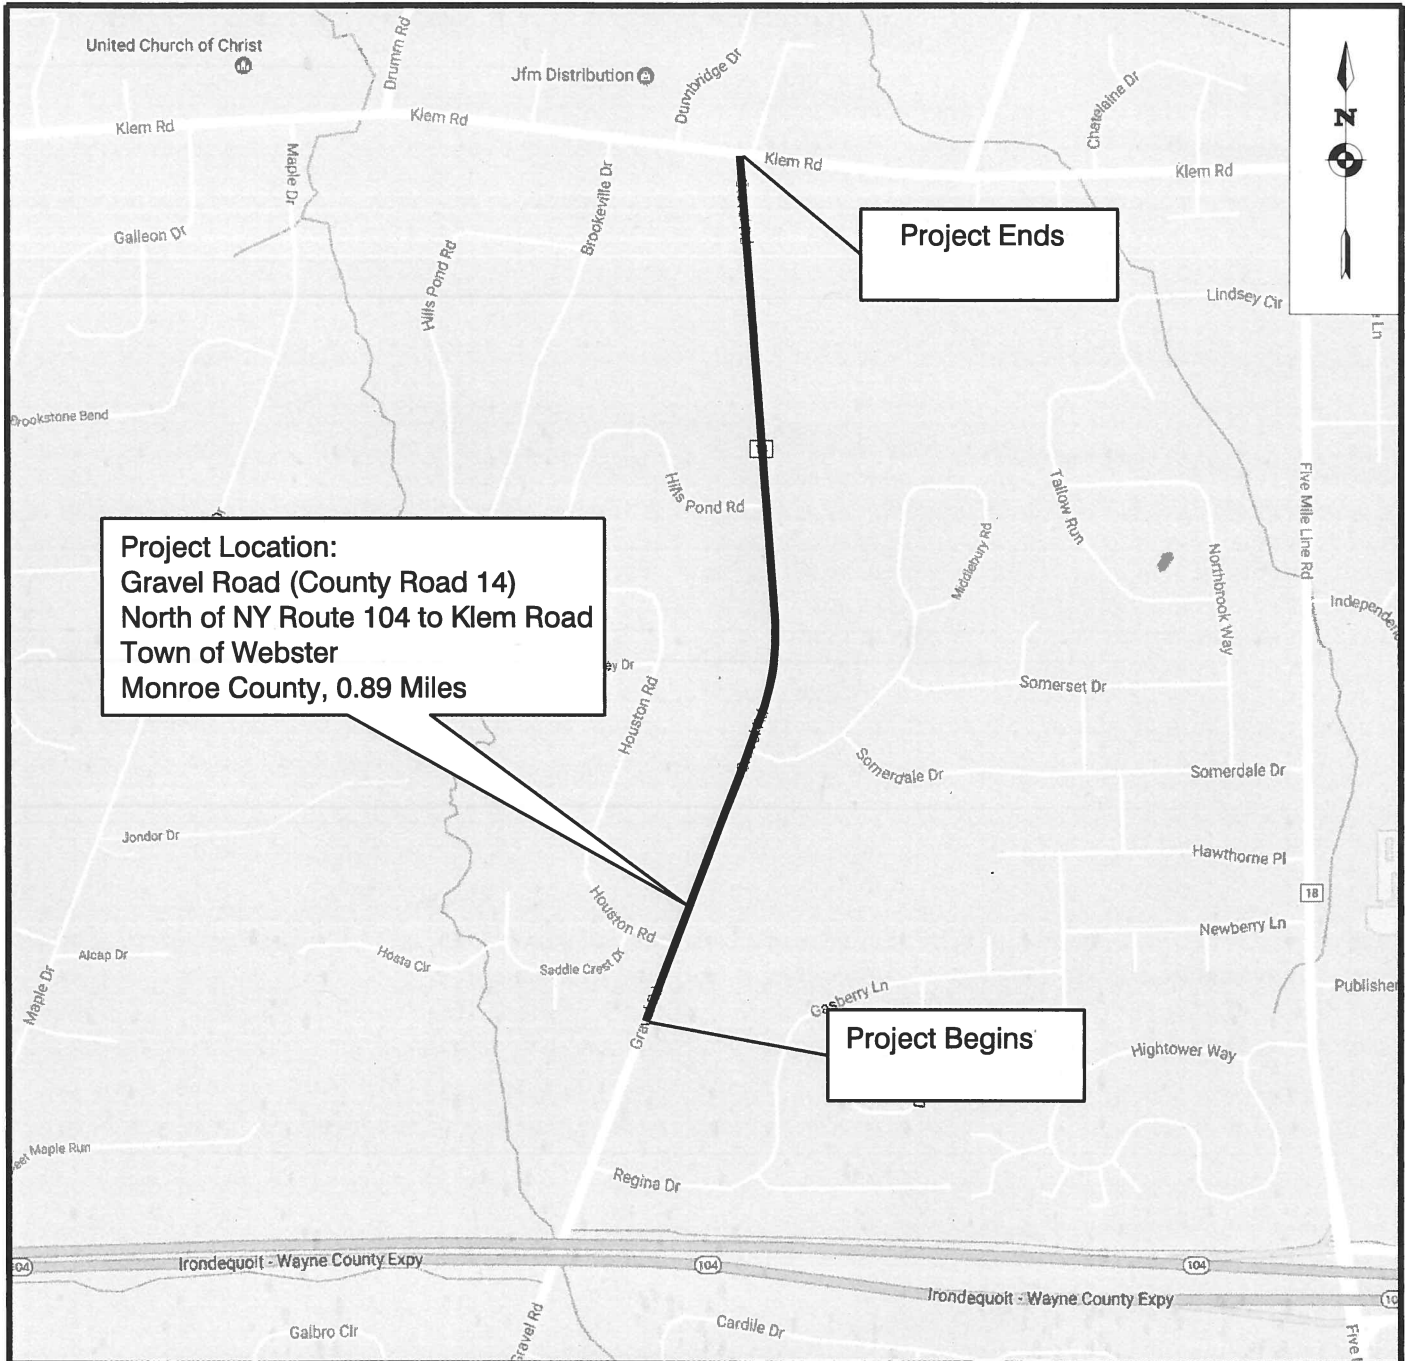 United Church of Christ
Drumm Rd
Jfm Distribution
Dunnbridge Dr
Chatelaine Dr
N
Klem Rd
Klem Rd
Klem Rd
Klem Rd
Maple Dr
Brookeville Dr
Galleon Dr
Hills Pond Rd
Project Ends
Lindsey Cir
Ln
Brookstone Bend
Hills Pond Rd
Tallow Run
Five Mile Line Rd
Middlebury Rd
Northbrook Way
Project Location:
Gravel Road (County Road 14)
North of NY Route 104 to Klem Road
Town of Webster
Monroe County, 0.89 Miles
Dr
ey Dr
Houston Rd
Somerset Dr
Somerdale Dr
Somerdale Dr
Jondor Dr
Hawthorne Pl
18
Houston Rd
Newberry Ln
Alcap Dr
Hosta Cir
Saddle Crest Dr
Maple Dr
Gasberry Ln
Publisher
Project Begins
Hightower Way
Maple Run
Regina Dr
Irondequoit - Wayne County Expy
104
104
Irondequoit - Wayne County Expy
Galbro Cir
Gravel Rd
Cardile Dr
Five